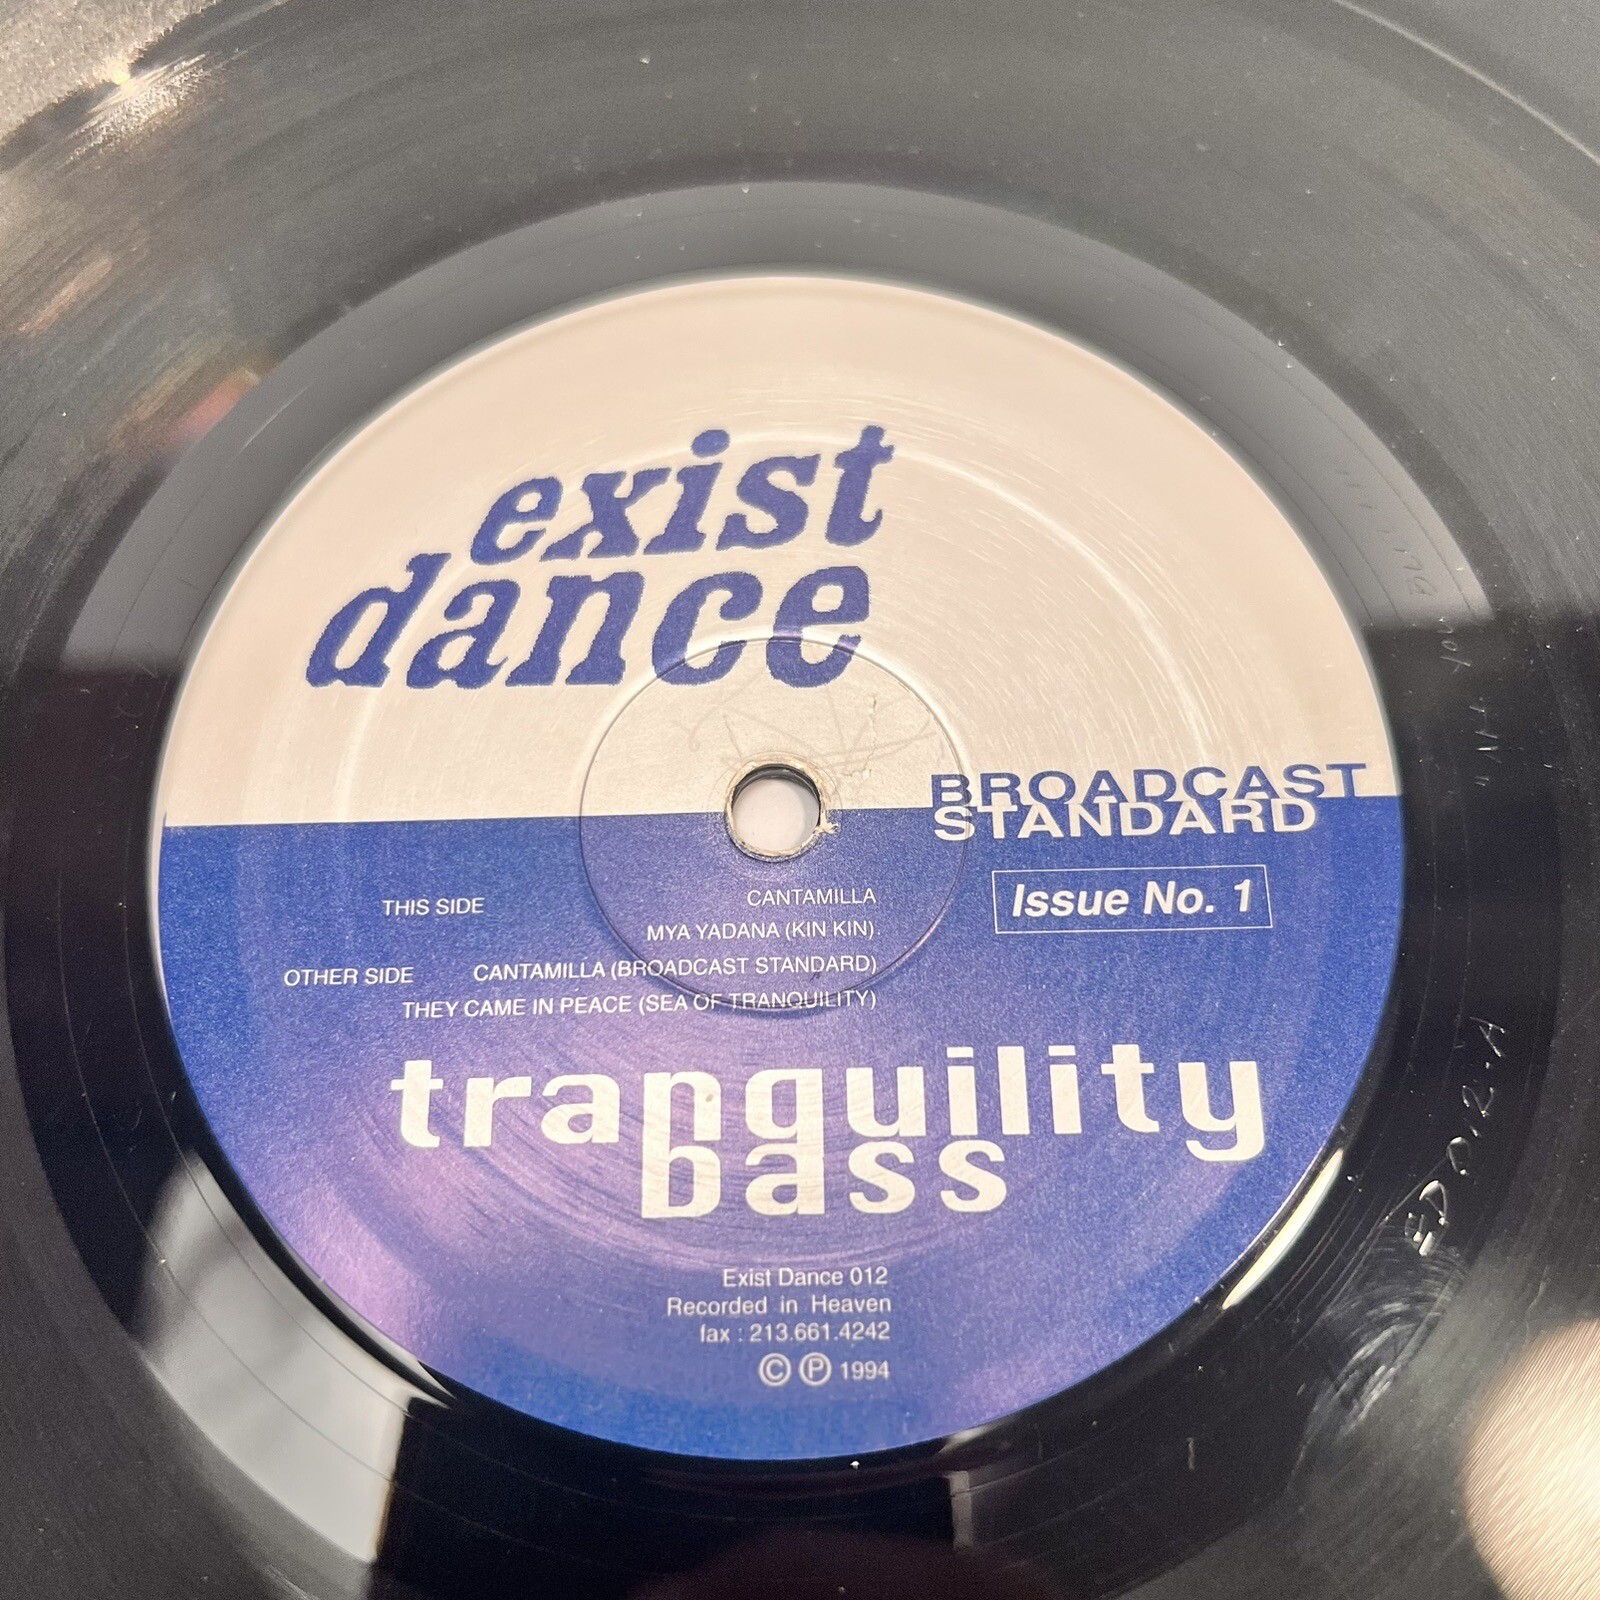 exist
dance
BROADCAST
STANDARD
Issue No. 1
THIS SIDE CANTAMILLA
MYA YADANA (KIN KIN)
OTHER SIDE CANTAMILLA (BROADCAST STANDARD)
THEY CAME IN PEACE (SEA OF TRANQUILITY)
tranquility
bass
Exist Dance 012
Recorded in Heaven
fax : 213.661.4242
© ℗ 1994